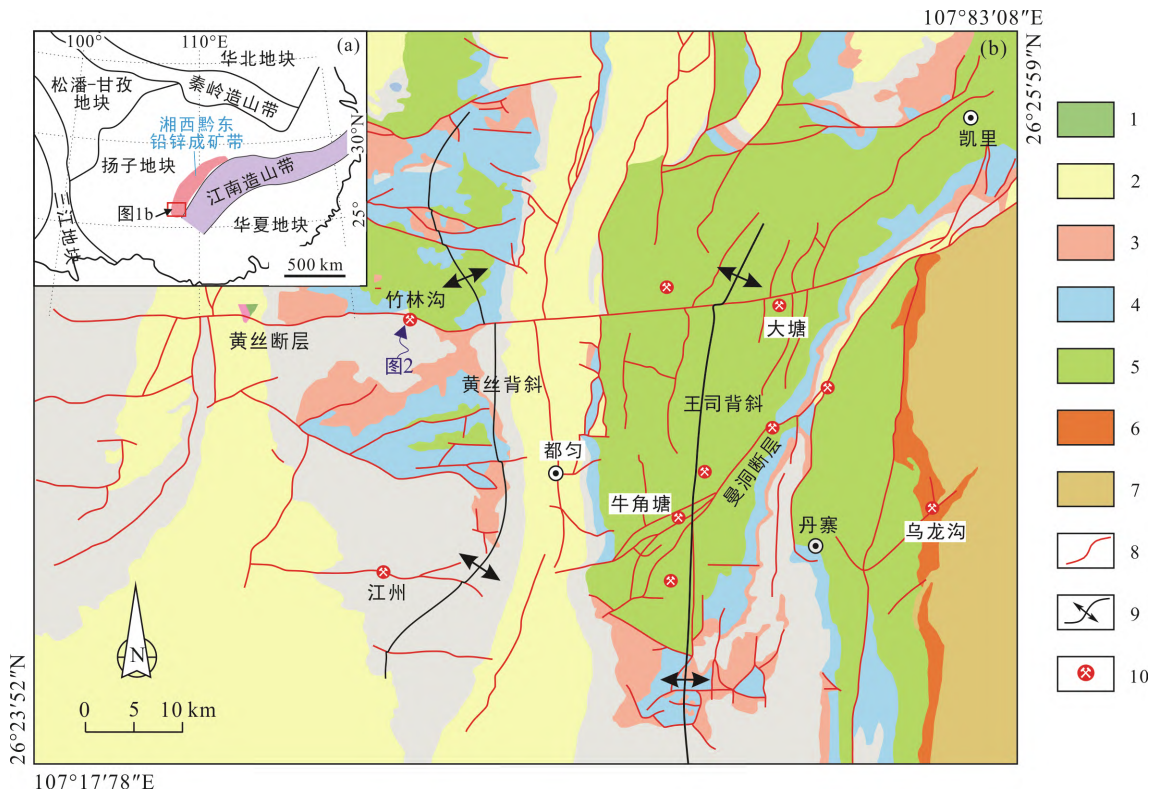 107°83′08″E
100°
110°E
(a)
(b)
华北地块
松潘-甘孜
地块
秦岭造山带
湘西黔东
铅锌成矿带
30°N
扬子地块
江南造山带
图1b
华夏地块
25°
三江地块
500 km
26°25′59″N
凯里
1
2
3
4
5
6
7
8
9
10
竹林沟
大塘
黄丝断层
图2
黄丝背斜
王司背斜
都匀
曼洞断层
牛角塘
丹寨
乌龙沟
江州
N
0 5 10 km
26°23′52″N
107°17′78″E